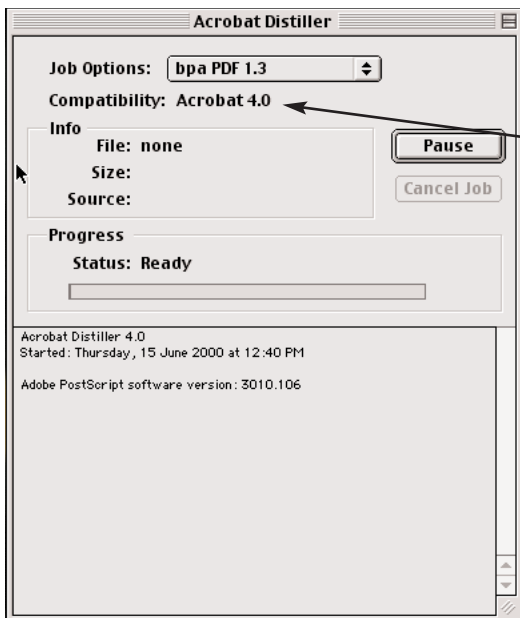 Acrobat Distiller
Job Options: bpa PDF 1.3
Compatibility: Acrobat 4.0
Info
File: none
Pause
Size:
Cancel Job
Source:
Progress
Status: Ready
Acrobat Distiller 4.0
Started: Thursday, 15 June 2000 at 12:40 PM
Adobe PostScript software version: 3010.106